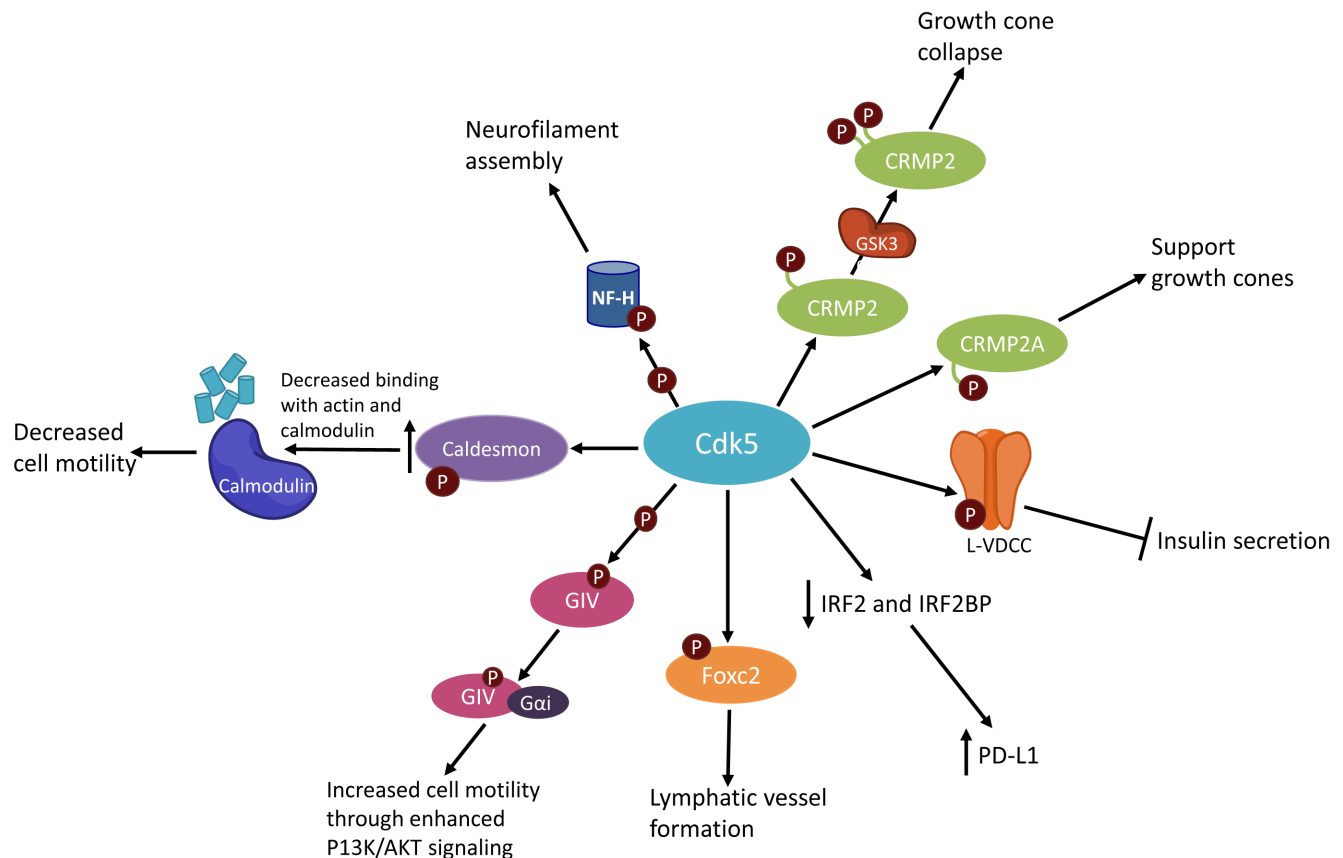 Growth cone
collapse
P
P
CRMP2
Neurofilament
assembly
GSK3
P
CRMP2
Support
growth cones
NF-H
P
CRMP2A
P
P
Decreased binding
with actin and
calmodulin
Decreased
cell motility
Calmodulin
Caldesmon
P
Cdk5
P
L-VDCC
Insulin secretion
P
P
GIV
IRF2 and IRF2BP
P
Foxc2
P
GIV
Gαi
PD-L1
Increased cell motility
through enhanced
P13K/AKT signaling
Lymphatic vessel
formation